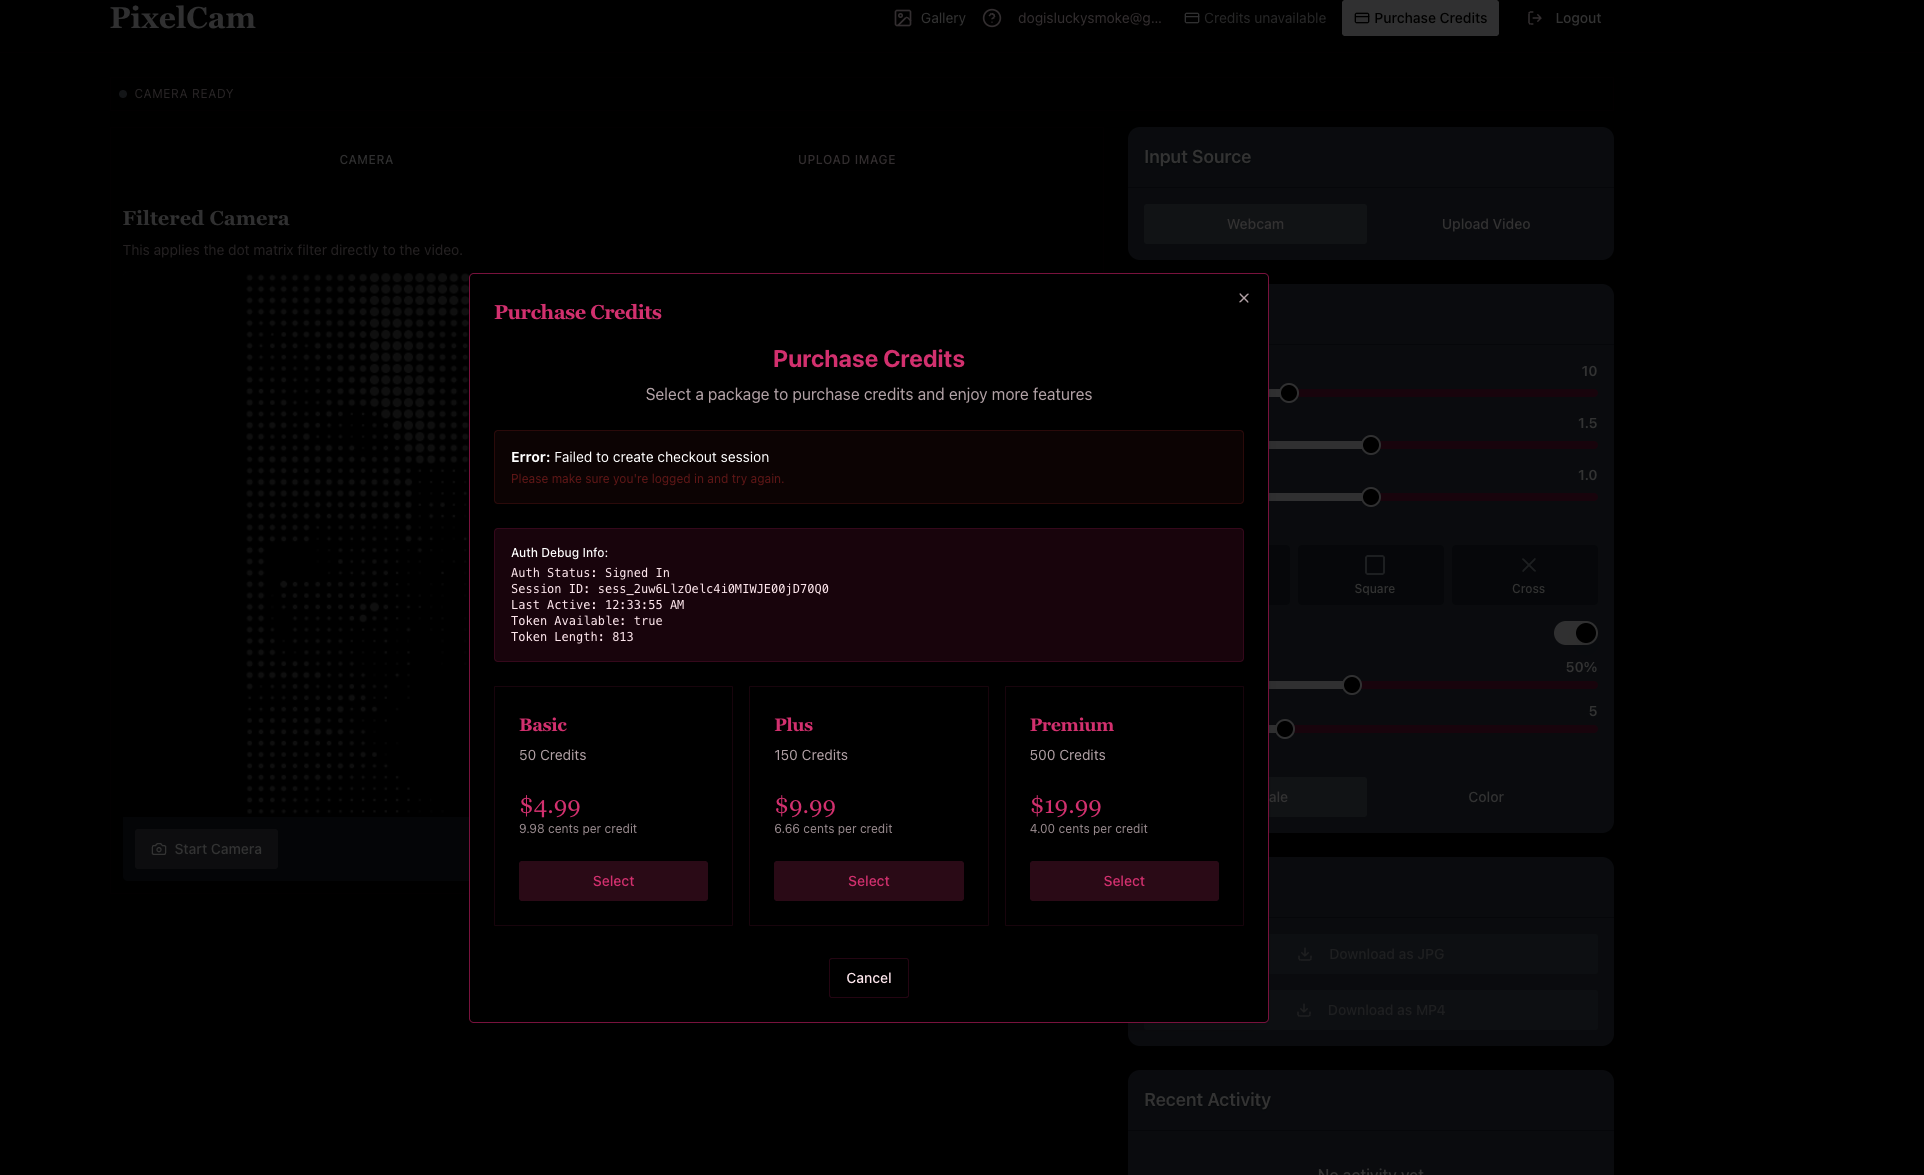 PixelCam
Gallery
dogisluckysmoke@g...
Credits unavailable
Purchase Credits
Logout
CAMERA READY
CAMERA
UPLOAD IMAGE
Filtered Camera
This applies the dot matrix filter directly to the video.
Start Camera
Input Source
Webcam
Upload Video
10
1.5
1.0
Square
Cross
50%
5
ale
Color
Download as JPG
Download as MP4
Recent Activity
No activity yet
Purchase Credits
Purchase Credits
Select a package to purchase credits and enjoy more features
Error: Failed to create checkout session
Please make sure you're logged in and try again.
Auth Debug Info:
Auth Status: Signed In
Session ID: sess_2uw6LlzOelc4i0MIWJE00jD70Q0
Last Active: 12:33:55 AM
Token Available: true
Token Length: 813
Basic
50 Credits
$4.99
9.98 cents per credit
Select
Plus
150 Credits
$9.99
6.66 cents per credit
Select
Premium
500 Credits
$19.99
4.00 cents per credit
Select
Cancel